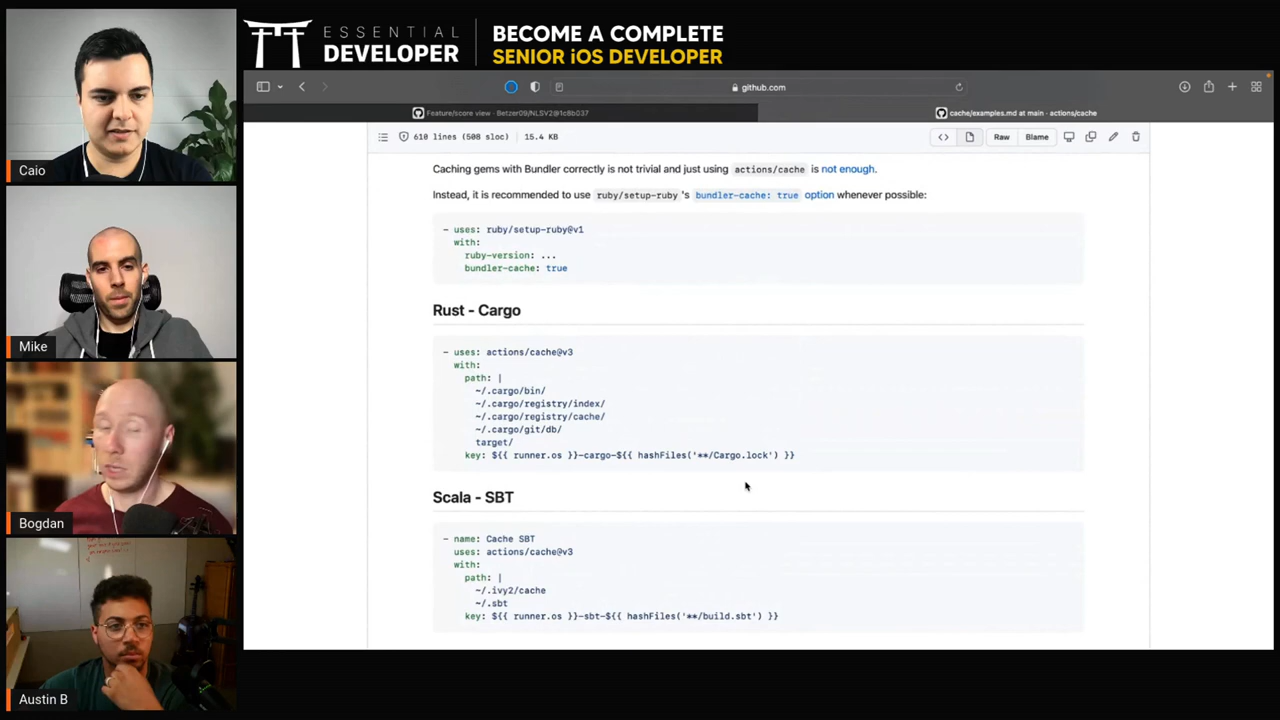 ESSENTIAL
DEVELOPER
BECOME A COMPLETE
SENIOR iOS DEVELOPER
github.com
Feature/score view · Betzer09/NLSV2@1c8b037
cache/examples.md at main · actions/cache
610 lines (508 sloc)
15.4 KB
Raw
Blame
Caching gems with Bundler correctly is not trivial and just using actions/cache is not enough.
Instead, it is recommended to use ruby/setup-ruby 's bundler-cache: true option whenever possible:
- uses: ruby/setup-ruby@v1
with:
ruby-version: ...
bundler-cache: true
Rust - Cargo
- uses: actions/cache@v3
with:
path: |
~/.cargo/bin/
~/.cargo/registry/index/
~/.cargo/registry/cache/
~/.cargo/git/db/
target/
key: ${{ runner.os }}-cargo-${{ hashFiles('**/Cargo.lock') }}
Scala - SBT
- name: Cache SBT
uses: actions/cache@v3
with:
path: |
~/.ivy2/cache
~/.sbt
key: ${{ runner.os }}-sbt-${{ hashFiles('**/build.sbt') }}
Caio
Mike
Bogdan
Austin B